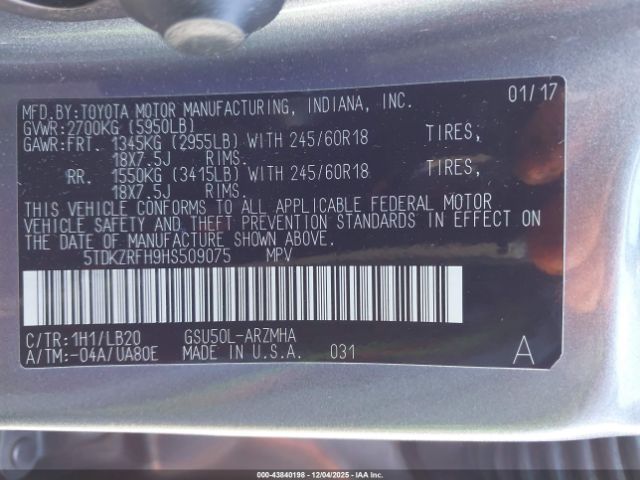 MFD.BY:TOYOTA MOTOR MANUFACTURING, INDIANA, INC. 01/17
GVWR:2700KG (5950LB)
GAWR:FRT. 1345KG (2955LB) WITH 245/60R18 TIRES,
18X7.5J RIMS.
RR. 1550KG (3415LB) WITH 245/60R18 TIRES,
18X7.5J RIMS.
THIS VEHICLE CONFORMS TO ALL APPLICABLE FEDERAL MOTOR
VEHICLE SAFETY AND THEFT PREVENTION STANDARDS IN EFFECT ON
THE DATE OF MANUFACTURE SHOWN ABOVE.
5TDKZRFH9HS509075 MPV
C/TR:1H1/LB20 GSU50L-ARZMHA
A/TM:-04A/UA80E MADE IN U.S.A. 031 A
000-43840198 - 12/04/2025 - IAAI.COM